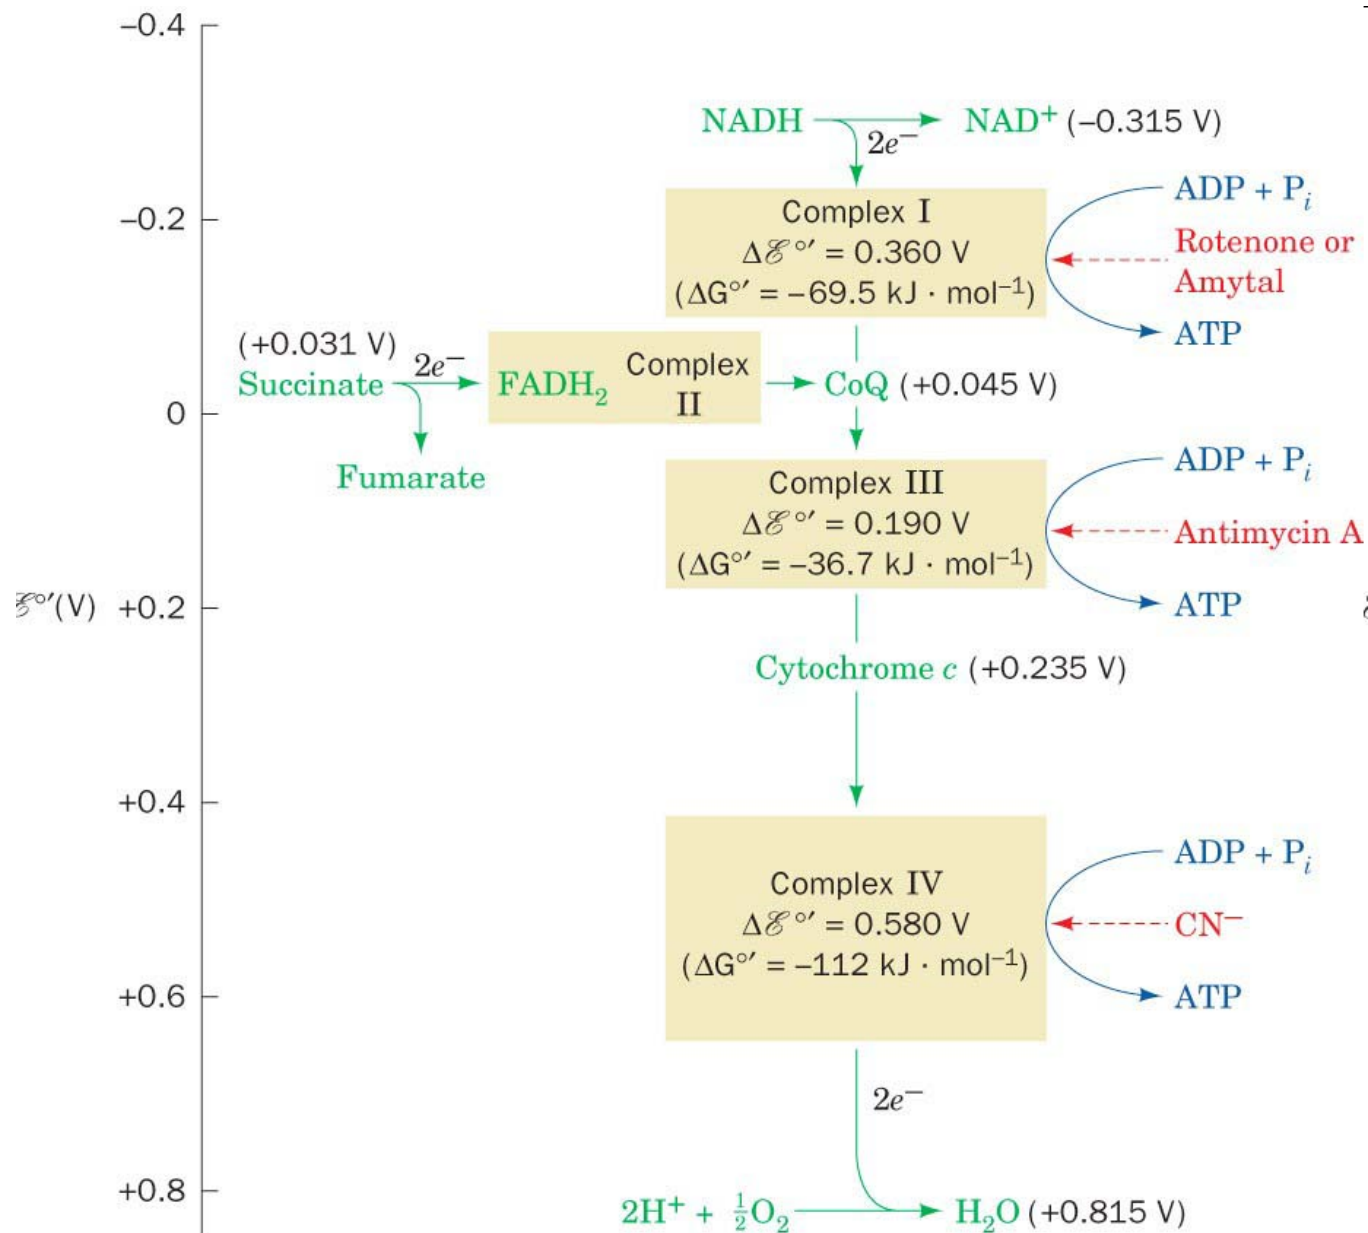 −0.4
NADH
2e⁻
NAD⁺ (−0.315 V)
−0.2
Complex I
Δℰ°′ = 0.360 V
(ΔG°′ = −69.5 kJ · mol⁻¹)
ADP + Pᵢ
Rotenone or
Amytal
ATP
(+0.031 V)
Succinate
2e⁻
FADH₂
Complex
II
CoQ (+0.045 V)
0
Fumarate
Complex III
Δℰ°′ = 0.190 V
(ΔG°′ = −36.7 kJ · mol⁻¹)
ADP + Pᵢ
Antimycin A
ATP
ℰ°′(V)
+0.2
Cytochrome c (+0.235 V)
+0.4
Complex IV
Δℰ°′ = 0.580 V
(ΔG°′ = −112 kJ · mol⁻¹)
ADP + Pᵢ
CN⁻
ATP
+0.6
2e⁻
+0.8
2H⁺ + ½O₂
H₂O (+0.815 V)